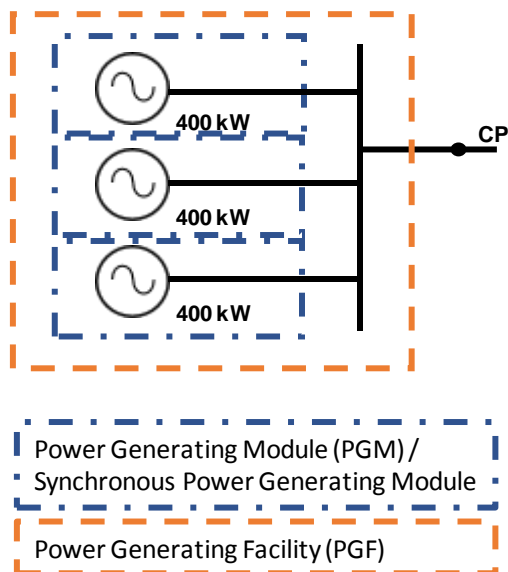 400 kW
CP
400 kW
400 kW
Power Generating Module (PGM) /
Synchronous Power Generating Module
Power Generating Facility (PGF)